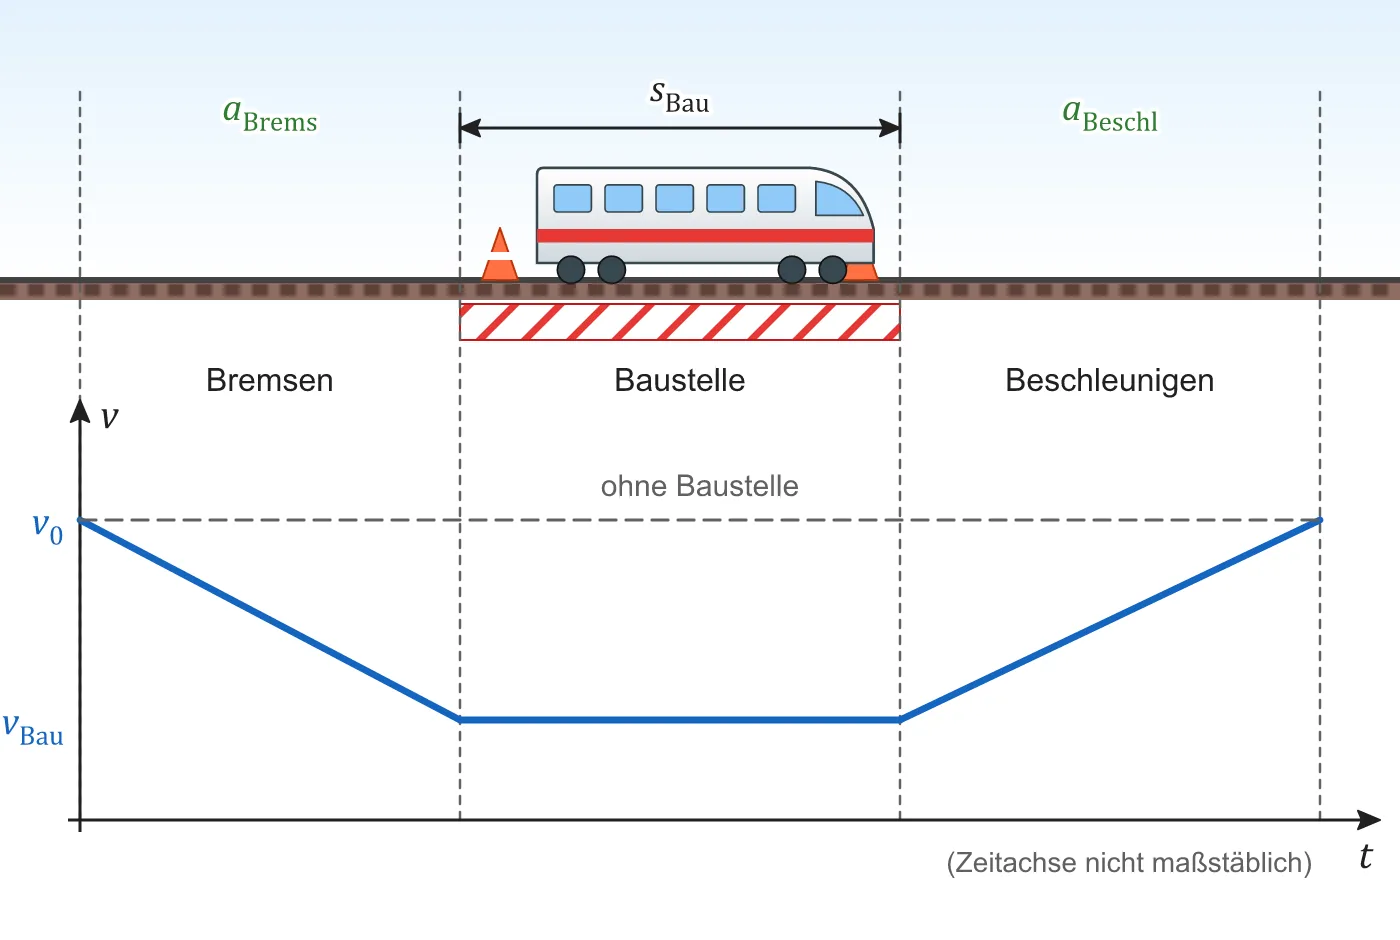 a_Brems
s_Bau
a_Beschl
Bremsen
Baustelle
Beschleunigen
v
ohne Baustelle
v_0
v_Bau
(Zeitachse nicht maßstäblich)
t